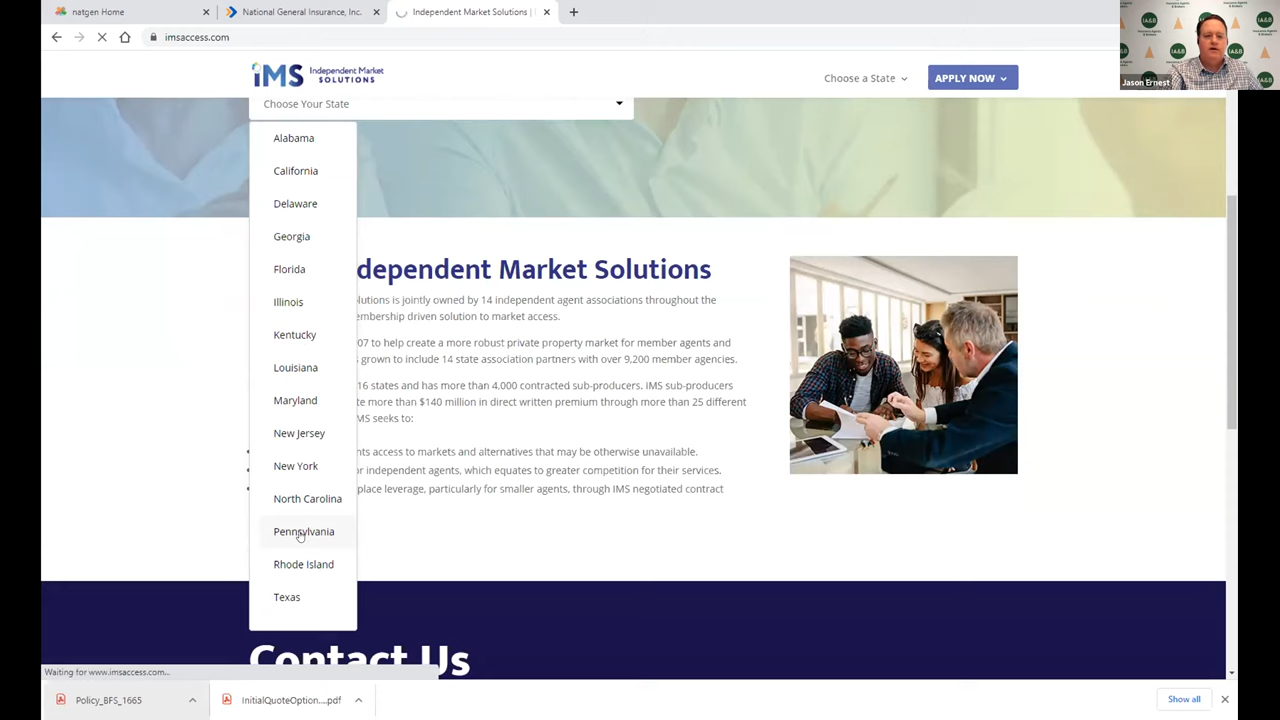 natgen Home
National General Insurance, Inc.
Independent Market Solutions |
imsaccess.com
IA&B
Insurance Agents & Brokers
Jason Ernest
iMS Independent Market
SOLUTIONS
Choose a State
APPLY NOW
Choose Your State
Alabama
California
Delaware
Georgia
Florida
Illinois
Kentucky
Louisiana
Maryland
New Jersey
New York
North Carolina
Pennsylvania
Rhode Island
Texas
dependent Market Solutions
olutions is jointly owned by 14 independent agent associations throughout the
embership driven solution to market access.
07 to help create a more robust private property market for member agents and
s grown to include 14 state association partners with over 9,200 member agencies.
16 states and has more than 4,000 contracted sub-producers. IMS sub-producers
te more than $140 million in direct written premium through more than 25 different
MS seeks to:
nts access to markets and alternatives that may be otherwise unavailable.
or independent agents, which equates to greater competition for their services.
place leverage, particularly for smaller agents, through IMS negotiated contract
Contact Us
Waiting for www.imsaccess.com...
Policy_BFS_1665
InitialQuoteOption....pdf
Show all